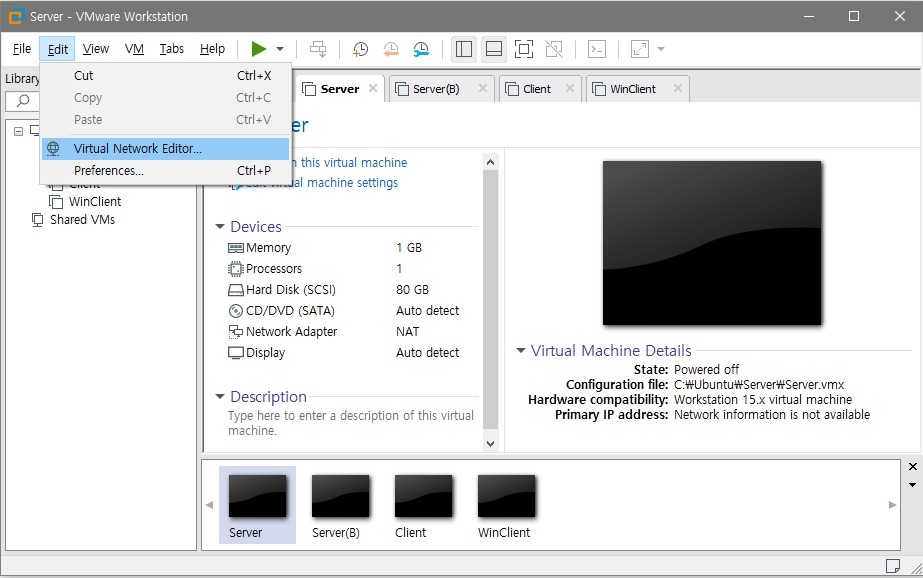 Server - VMware Workstation
File Edit View VM Tabs Help
Library
Cut Ctrl+X
Copy Ctrl+C
Paste Ctrl+V
Virtual Network Editor...
Preferences... Ctrl+P
Client
WinClient
Shared VMs
Server Server(B) Client WinClient
this virtual machine
Edit virtual machine settings
Devices
Memory 1 GB
Processors 1
Hard Disk (SCSI) 80 GB
CD/DVD (SATA) Auto detect
Network Adapter NAT
Display Auto detect
Description
Type here to enter a description of this virtual
machine.
Virtual Machine Details
State: Powered off
Configuration file: C:₩Ubuntu₩Server₩Server.vmx
Hardware compatibility: Workstation 15.x virtual machine
Primary IP address: Network information is not available
Server Server(B) Client WinClient